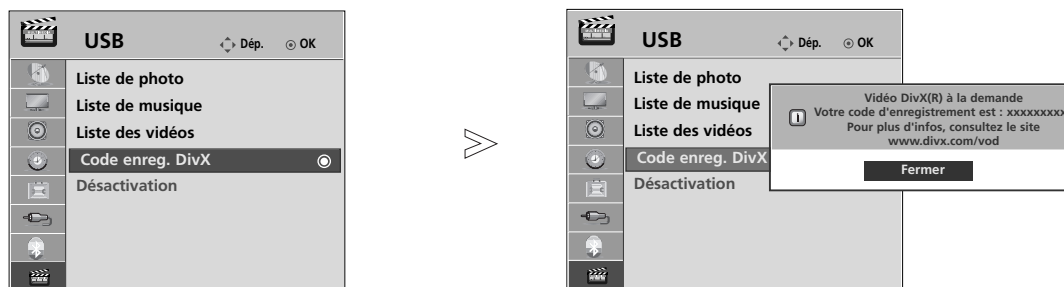 USB Dép. OK
Liste de photo
Liste de musique
Liste des vidéos
Code enreg. DivX
Désactivation
USB Dép. OK
Liste de photo
Liste de musique
Liste des vidéos
Code enreg. DivX
Désactivation
Vidéo DivX(R) à la demande
Votre code d'enregistrement est : xxxxxxxxx
Pour plus d'infos, consultez le site
www.divx.com/vod
Fermer